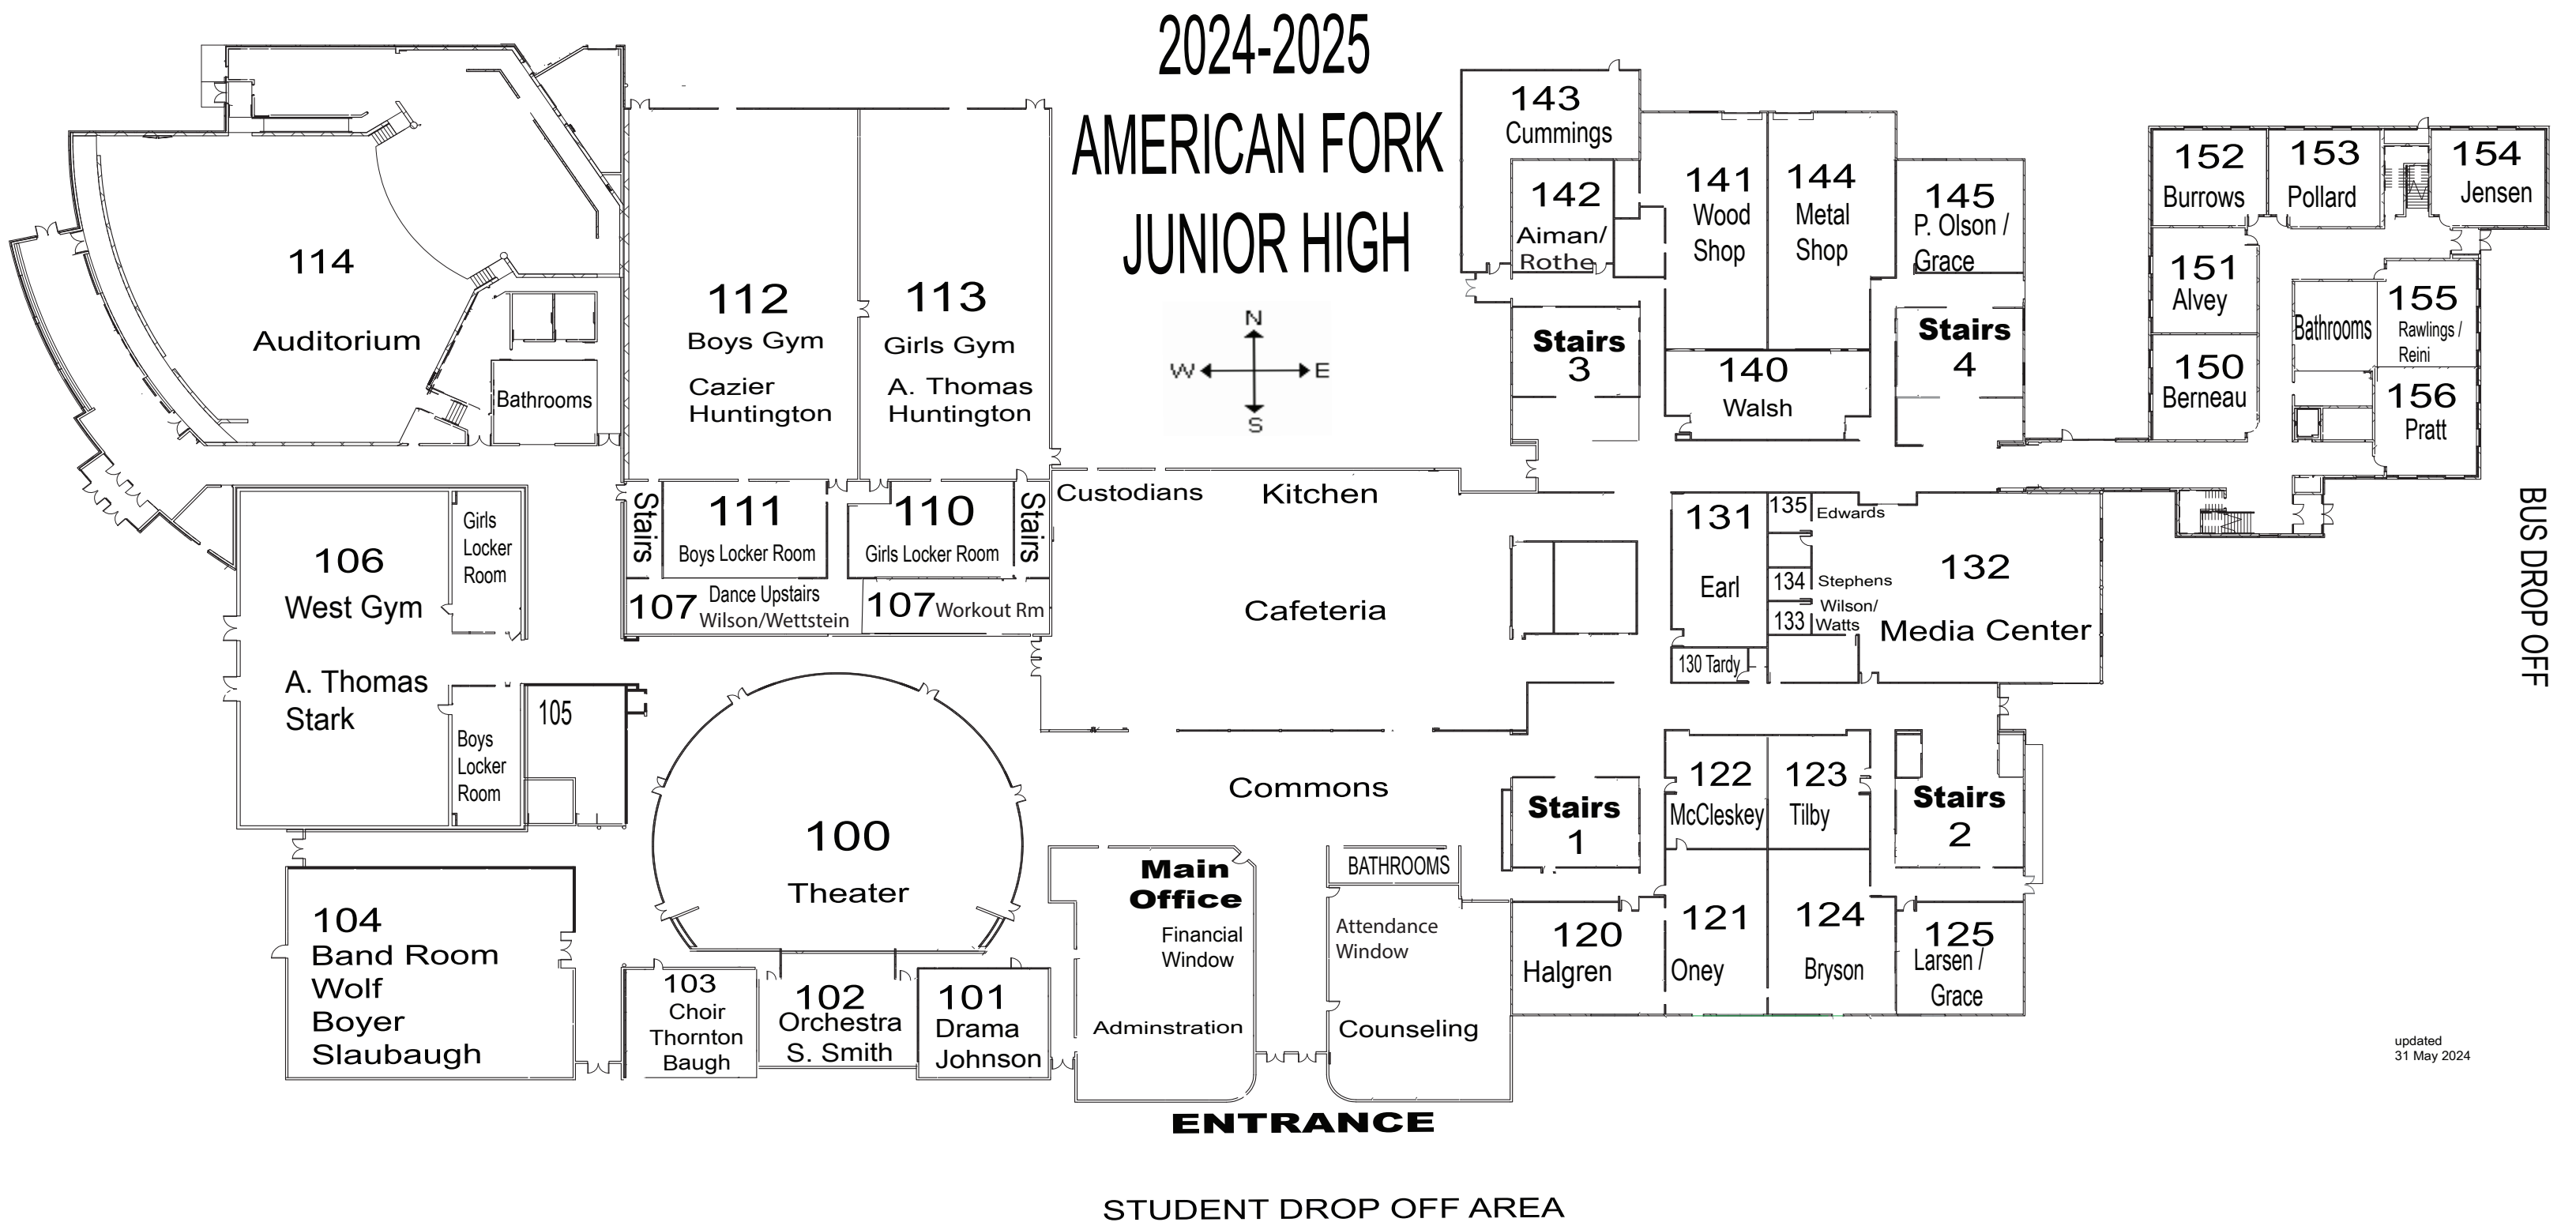 2024-2025
AMERICAN FORK
JUNIOR HIGH
N
W
E
S
114
Auditorium
Bathrooms
112
Boys Gym
Cazier
Huntington
113
Girls Gym
A. Thomas
Huntington
143
Cummings
142
Aiman/
Rothe
141
Wood
Shop
144
Metal
Shop
145
P. Olson /
Grace
Stairs
3
140
Walsh
Stairs
4
152
Burrows
153
Pollard
154
Jensen
151
Alvey
150
Berneau
Bathrooms
155
Rawlings /
Reini
156
Pratt
BUS DROP OFF
106
West Gym
A. Thomas
Stark
Girls
Locker
Room
Boys
Locker
Room
105
Stairs
111
Boys Locker Room
110
Girls Locker Room
Stairs
107
Dance Upstairs
Wilson/Wettstein
107
Workout Rm
Custodians
Kitchen
Cafeteria
131
Earl
130 Tardy
135
Edwards
134
Stephens
133
Wilson/
Watts
132
Media Center
100
Theater
Commons
Stairs
1
122
McCleskey
123
Tilby
Stairs
2
104
Band Room
Wolf
Boyer
Slaubaugh
103
Choir
Thornton
Baugh
102
Orchestra
S. Smith
101
Drama
Johnson
Main
Office
Financial
Window
Adminstration
BATHROOMS
Attendance
Window
Counseling
120
Halgren
121
Oney
124
Bryson
125
Larsen /
Grace
updated
31 May 2024
ENTRANCE
STUDENT DROP OFF AREA